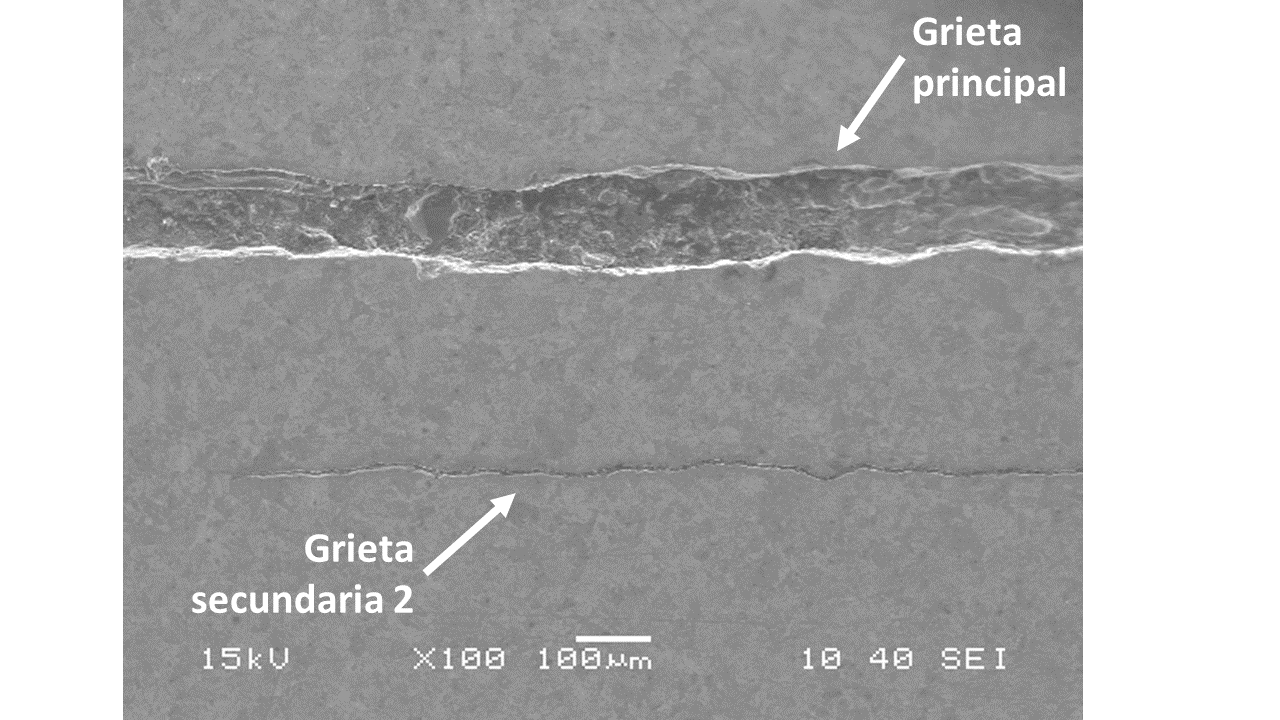 Grieta
principal
Grieta
secundaria 2
15kV X100 100µm 10 40 SEI